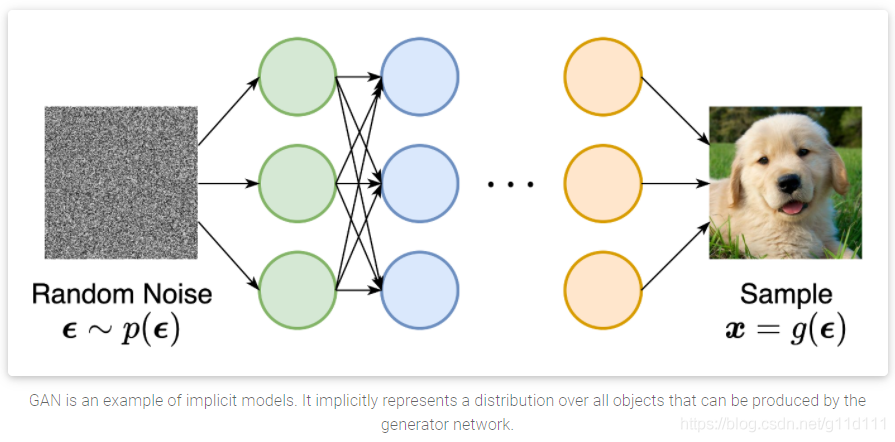 Random Noise
ϵ ∼ p(ϵ)
. . .
Sample
x = g(ϵ)
GAN is an example of implicit models. It implicitly represents a distribution over all objects that can be produced by the
generator network.
https://blog.csdn.net/g11d111